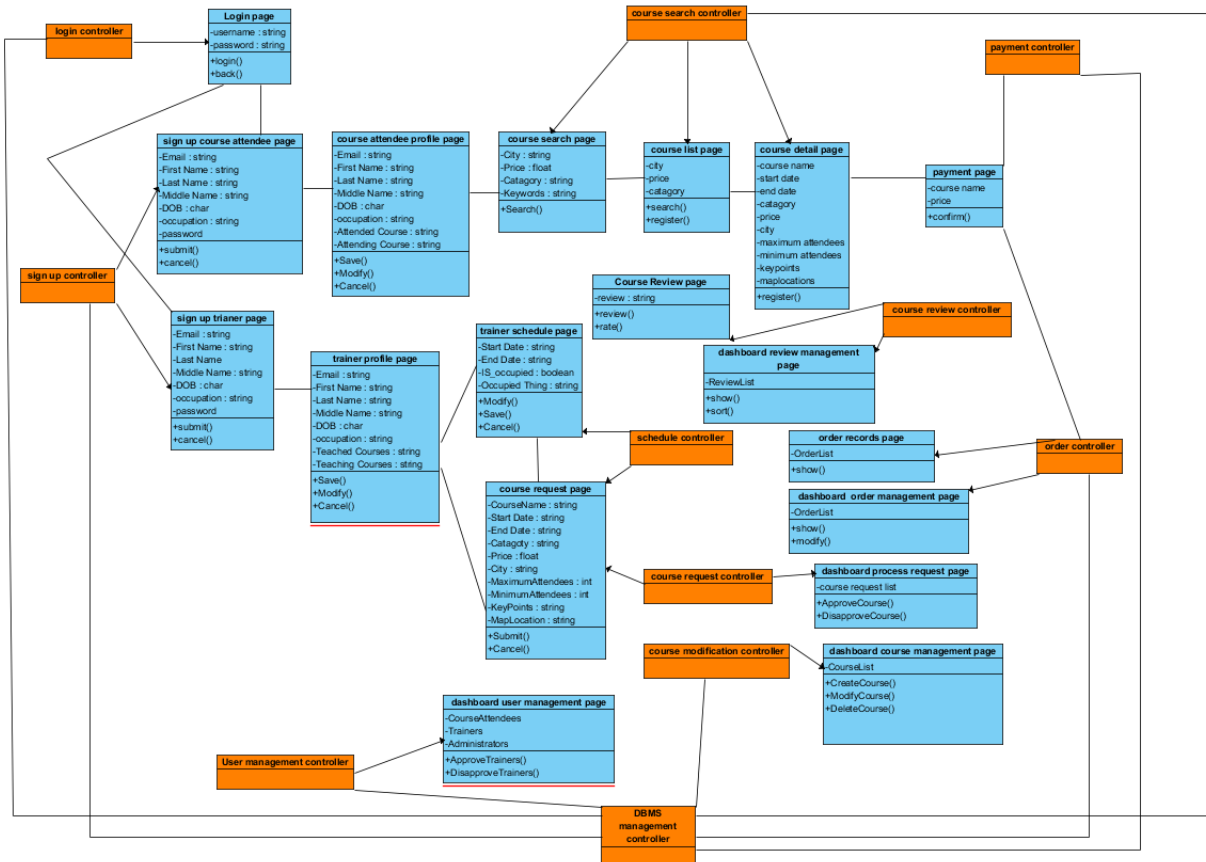 course search controller
login controller
Login page
-username : string
-password : string
+login()
+back()
payment controller
sign up course attendee page
-Email : string
-First Name : string
-Last Name : string
-Middle Name : string
-DOB : char
-occupation : string
-password
+submit()
+cancel()
course attendee profile page
-Email : string
-First Name : string
-Last Name : string
-Middle Name : string
-DOB : char
-occupation : string
-Attended Course : string
-Attending Course : string
+Save()
+Modify()
+Cancel()
course search page
-City : string
-Price : float
-Catagory : string
-Keywords : string
+Search()
course list page
-city
-price
-catagory
+search()
+register()
course detail page
-course name
-start date
-end date
-catagory
-price
-city
-maximum attendees
-minimum attendees
-keypoints
-maplocations
+register()
payment page
-course name
-price
+confirm()
sign up controller
Course Review page
-review : string
+review()
+rate()
course review controller
sign up trianer page
-Email : string
-First Name : string
-Last Name
-Middle Name : string
-DOB : char
-occupation : string
-password
+submit()
+cancel()
trainer profile page
-Email : string
-First Name : string
-Last Name : string
-Middle Name : string
-DOB : char
-occupation : string
-Teached Courses : string
-Teaching Courses : string
+Save()
+Modify()
+Cancel()
trainer schedule page
-Start Date : string
-End Date : string
-IS_occupied : boolean
-Occupied Thing : string
+Modify()
+Save()
+Cancel()
dashboard review management
page
-ReviewList
+show()
+sort()
schedule controller
order records page
-OrderList
+show()
order controller
course request page
-CourseName : string
-Start Date : string
-End Date : string
-Catagoty : string
-Price : float
-City : string
-MaximumAttendees : int
-MinimumAttendees : int
-KeyPoints : string
-MapLocation : string
+Submit()
+Cancel()
dashboard order management page
-OrderList
+show()
+modify()
course request controller
dashboard process request page
-course request list
+ApproveCourse()
+DisapproveCourse()
course modification controller
dashboard course management page
-CourseList
+CreateCourse()
+ModifyCourse()
+DeleteCourse()
dashboard user management page
-CourseAttendees
-Trainers
-Administrators
+ApproveTrainers()
+DisapproveTrainers()
User management controller
DBMS
management
controller